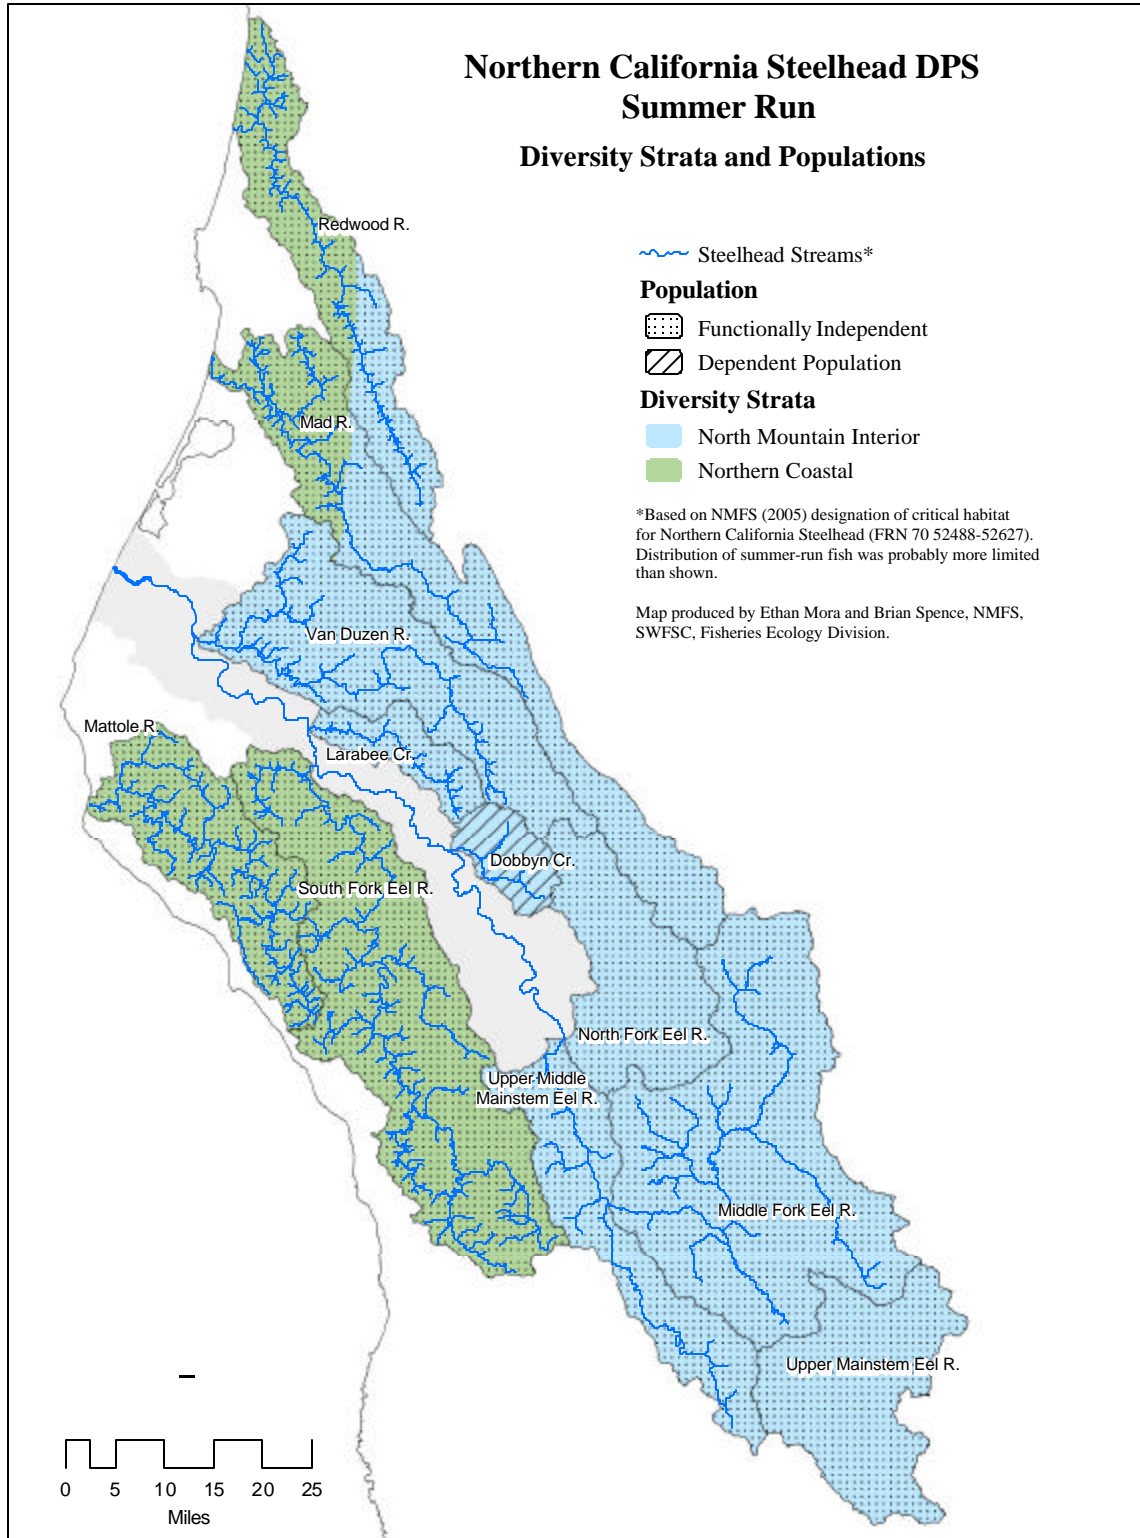 Northern California Steelhead DPS
Summer Run
Diversity Strata and Populations
Steelhead Streams*
Population
Functionally Independent
Dependent Population
Diversity Strata
North Mountain Interior
Northern Coastal
*Based on NMFS (2005) designation of critical habitat
for Northern California Steelhead (FRN 70 52488-52627).
Distribution of summer-run fish was probably more limited
than shown.
Map produced by Ethan Mora and Brian Spence, NMFS,
SWFSC, Fisheries Ecology Division.
Redwood R.
Mad R.
Van Duzen R.
Mattole R.
Larabee Cr.
Dobbyn Cr.
South Fork Eel R.
North Fork Eel R.
Upper Middle
Mainstem Eel R.
Middle Fork Eel R.
Upper Mainstem Eel R.
0 5 10 15 20 25
Miles